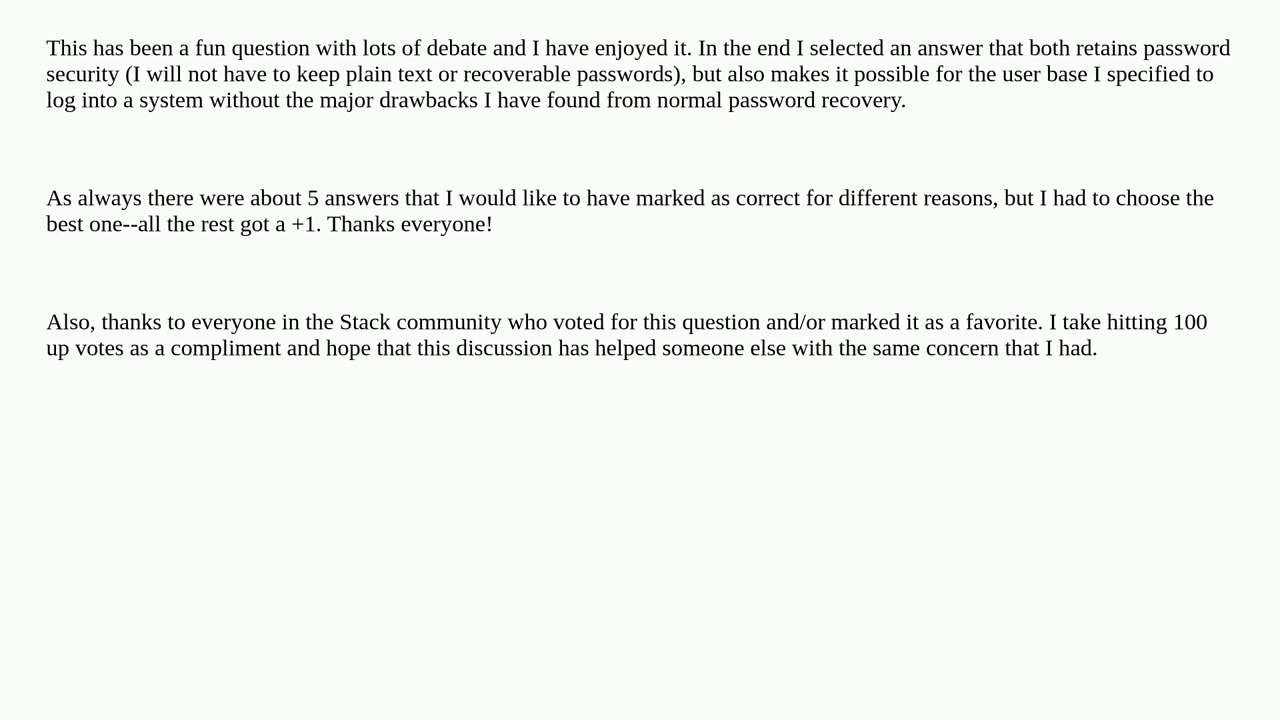 This has been a fun question with lots of debate and I have enjoyed it. In the end I selected an answer that both retains password
security (I will not have to keep plain text or recoverable passwords), but also makes it possible for the user base I specified to
log into a system without the major drawbacks I have found from normal password recovery.
As always there were about 5 answers that I would like to have marked as correct for different reasons, but I had to choose the
best one--all the rest got a +1. Thanks everyone!
Also, thanks to everyone in the Stack community who voted for this question and/or marked it as a favorite. I take hitting 100
up votes as a compliment and hope that this discussion has helped someone else with the same concern that I had.